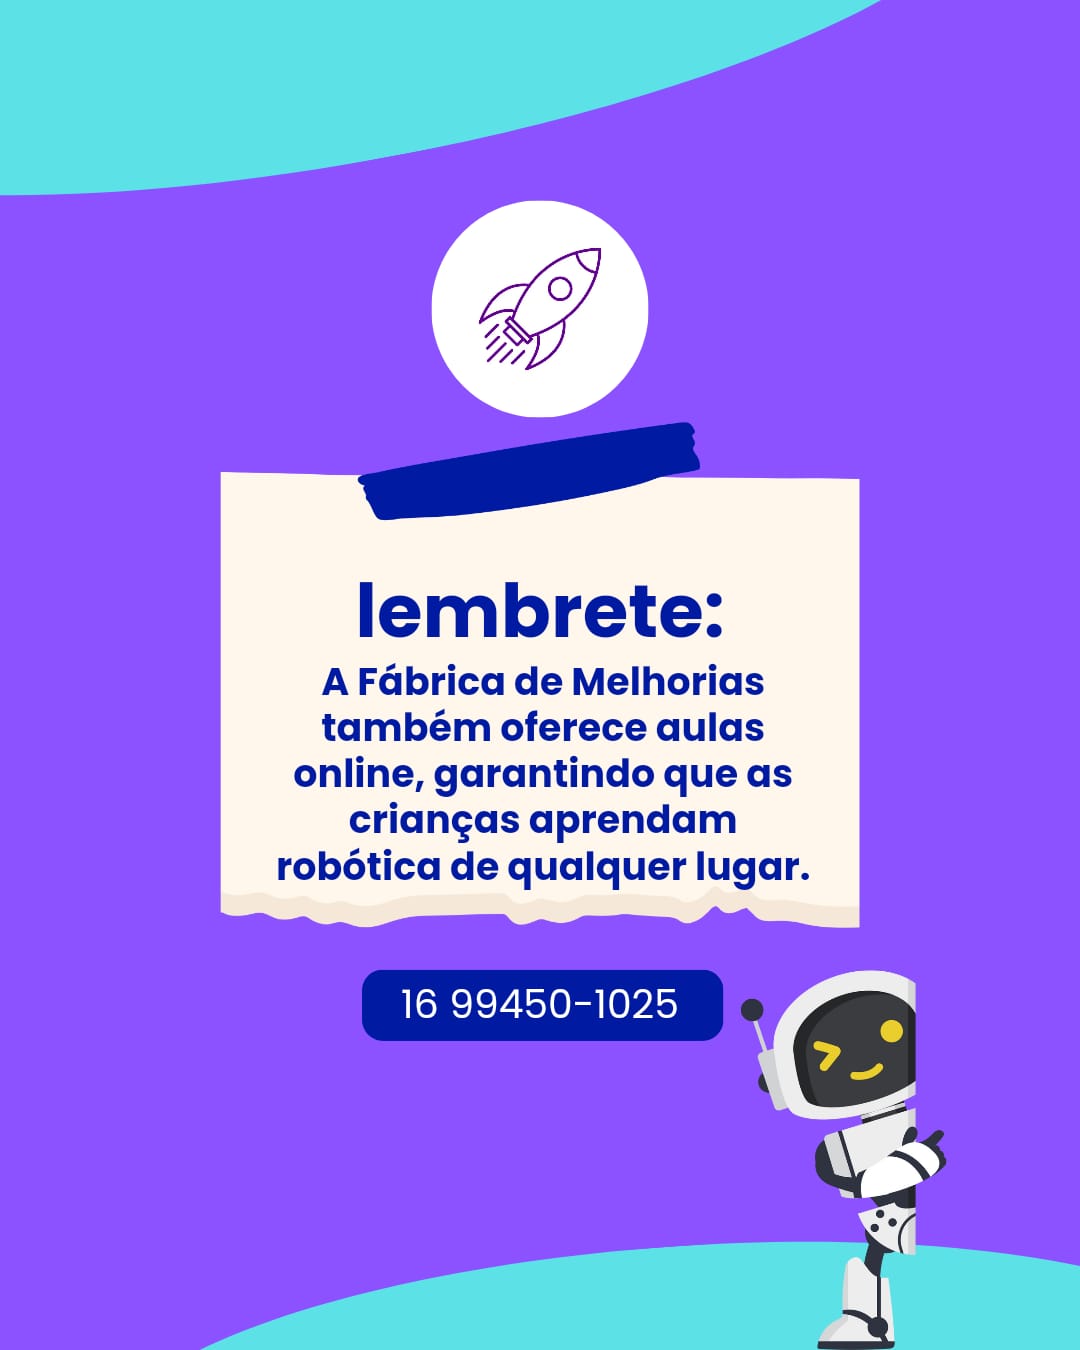 lembrete:
A Fábrica de Melhorias
também oferece aulas
online, garantindo que as
crianças aprendam
robótica de qualquer lugar.
16 99450-1025